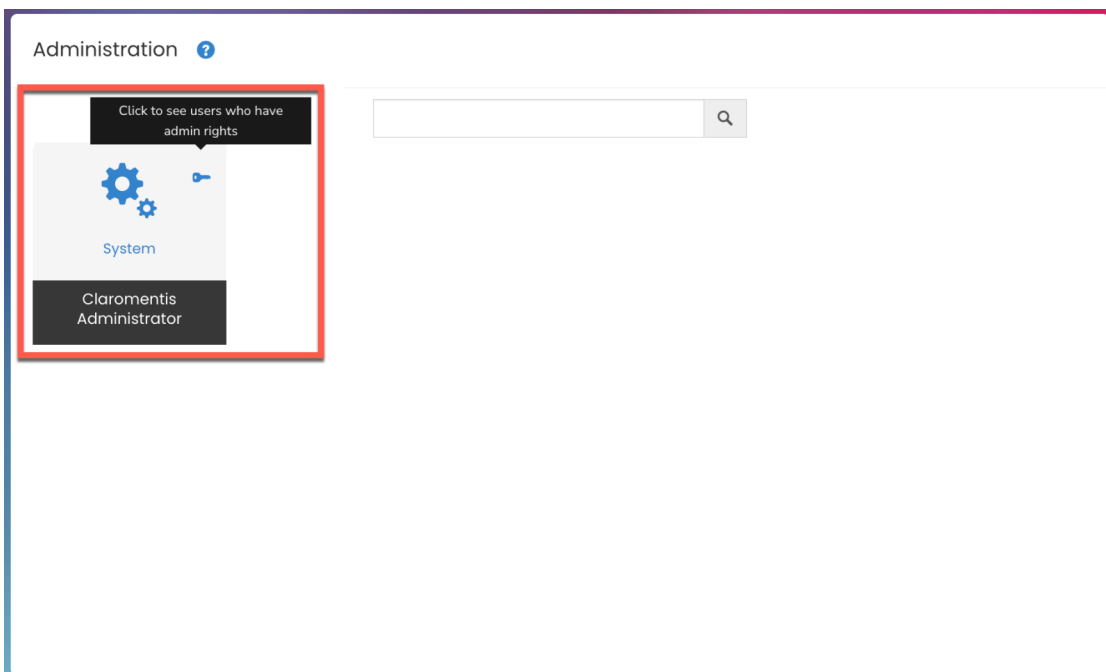 Administration ?
Click to see users who have
admin rights
System
Claromentis
Administrator